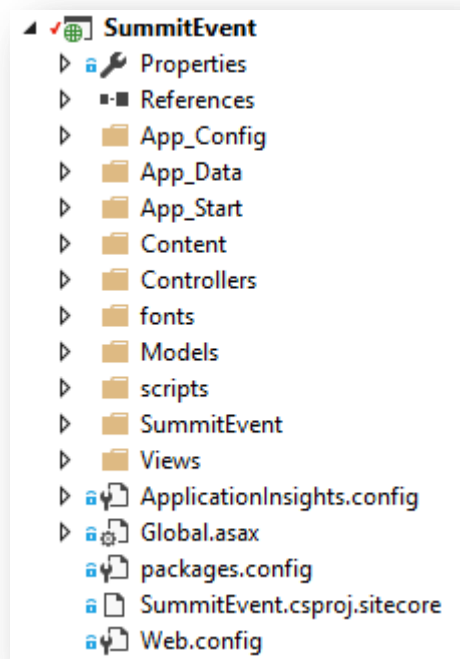 SummitEvent
Properties
References
App_Config
App_Data
App_Start
Content
Controllers
fonts
Models
scripts
SummitEvent
Views
ApplicationInsights.config
Global.asax
packages.config
SummitEvent.csproj.sitecore
Web.config